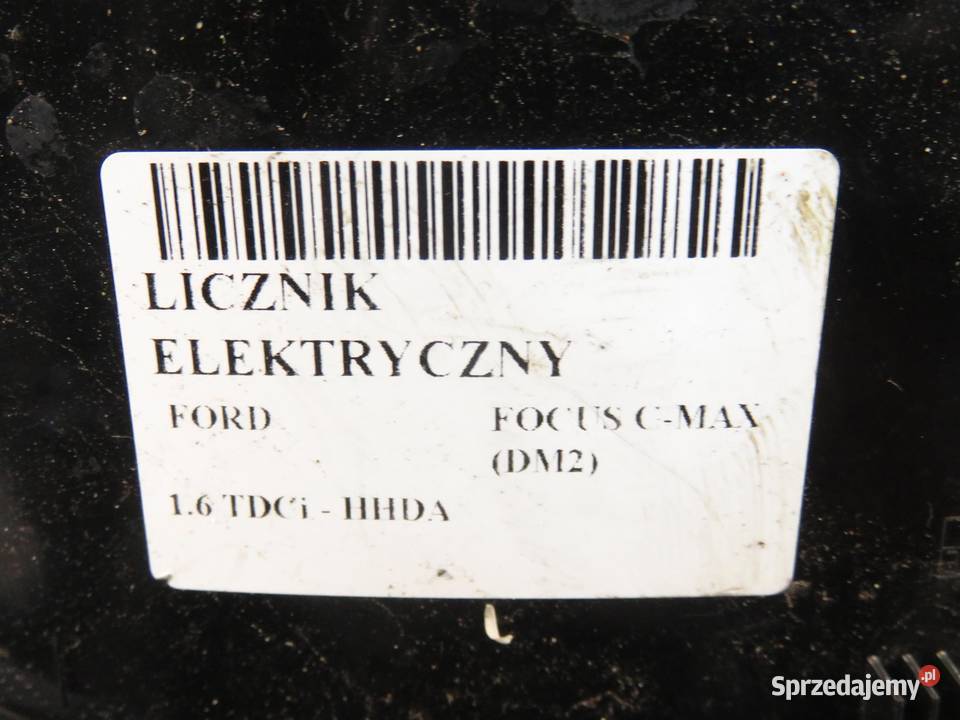 LICZNIK
ELEKTRYCZNY
FORD FOCUS C-MAX
(DM2)
1.6 TDCi - HHDA
Sprzedajemy.pl